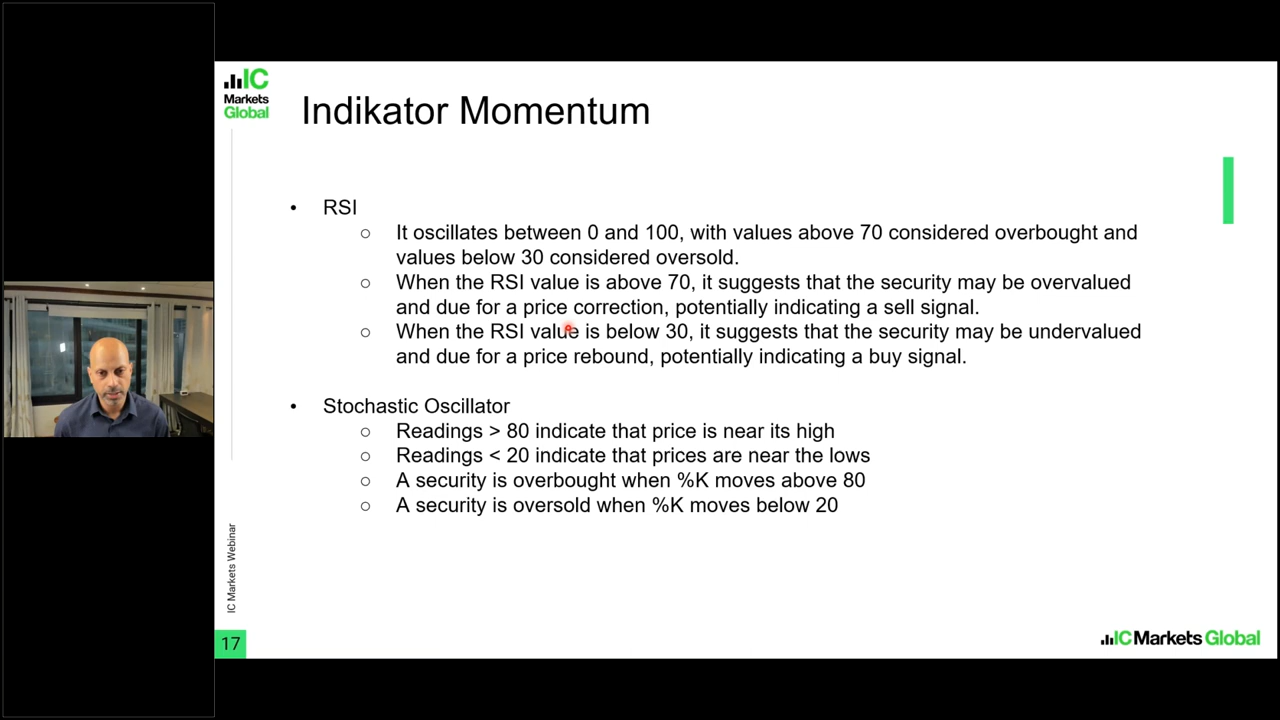 IC
Markets
Global
Indikator Momentum
• RSI
○ It oscillates between 0 and 100, with values above 70 considered overbought and
values below 30 considered oversold.
○ When the RSI value is above 70, it suggests that the security may be overvalued
and due for a price correction, potentially indicating a sell signal.
○ When the RSI value is below 30, it suggests that the security may be undervalued
and due for a price rebound, potentially indicating a buy signal.
• Stochastic Oscillator
○ Readings > 80 indicate that price is near its high
○ Readings < 20 indicate that prices are near the lows
○ A security is overbought when %K moves above 80
○ A security is oversold when %K moves below 20
IC Markets Webinar
17
IC Markets Global